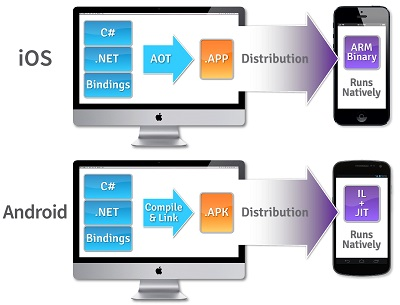 iOS
C#
.NET
Bindings
AOT
.APP
Distribution
ARM
Binary
Runs
Natively
Android
C#
.NET
Bindings
Compile
& Link
.APK
Distribution
IL
+
JIT
Runs
Natively